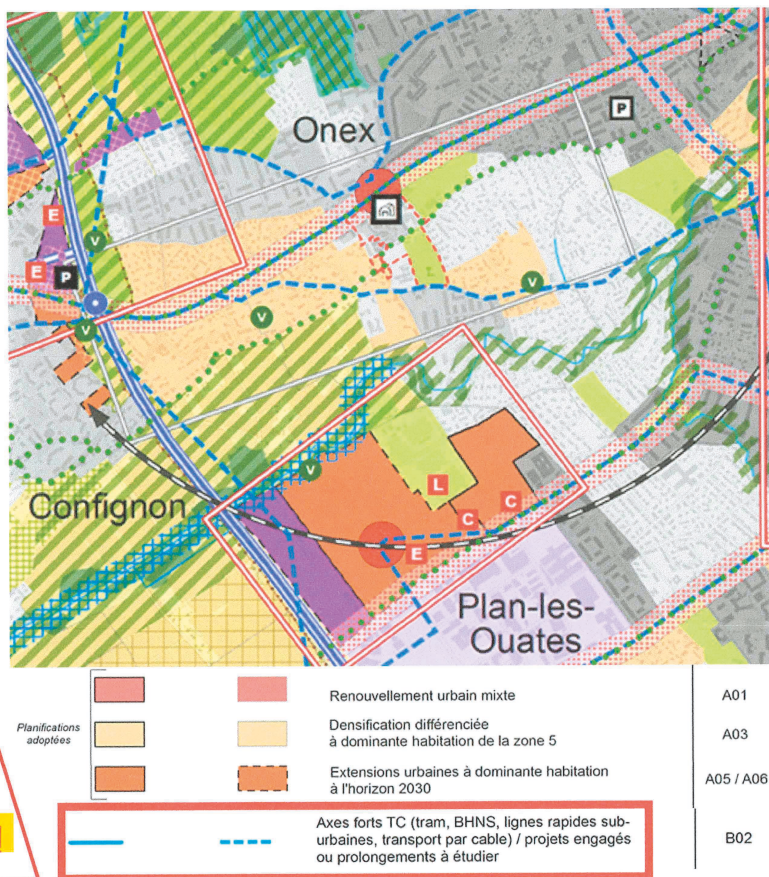 Onex
P
E
V
E
P
V
V
V
V
L
Confignon
C
C
E
Plan-les-
Ouates
Planifications
adoptées
Renouvellement urbain mixte
A01
Densification différenciée
à dominante habitation de la zone 5
A03
Extensions urbaines à dominante habitation
à l'horizon 2030
A05 / A06
Axes forts TC (tram, BHNS, lignes rapides sub-
urbaines, transport par cable) / projets engagés
ou prolongements à étudier
B02